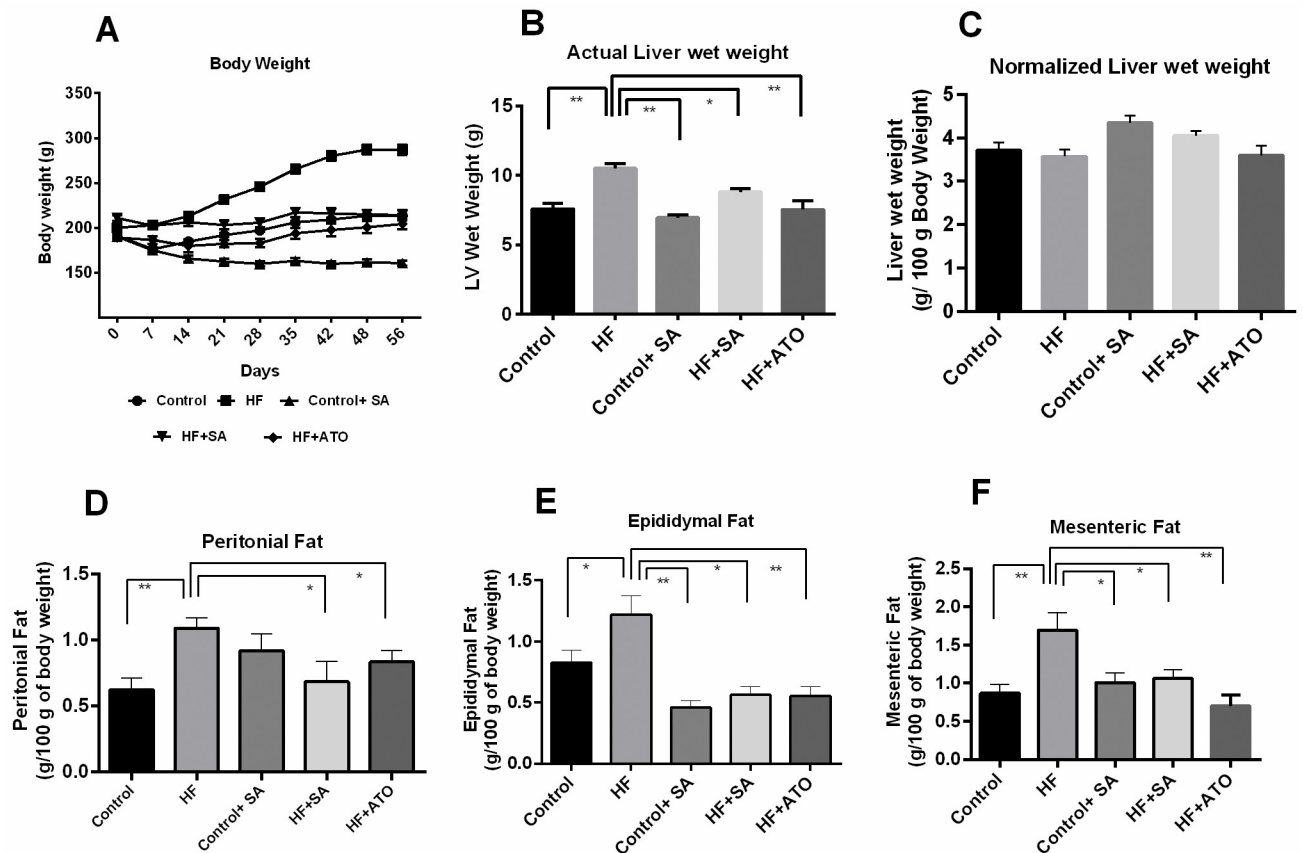 A
Body Weight
Body weight (g)
350
300
250
200
150
0 7 14 21 28 35 42 48 56
Days
Control HF Control+ SA
HF+SA HF+ATO
B
Actual Liver wet weight
** ** * **
LV Wet Weight (g)
15
10
5
0
Control HF Control+ SA HF+SA HF+ATO
C
Normalized Liver wet weight
Liver wet weight
(g/ 100 g Body Weight)
5
4
3
2
1
0
Control HF Control+ SA HF+SA HF+ATO
D
Peritonial Fat
** * *
Peritonial Fat
(g/100 g of body weight)
1.5
1.0
0.5
0.0
Control HF Control+ SA HF+SA HF+ATO
E
Epididymal Fat
* ** * **
Epididymal Fat
(g/100 g of body weight)
1.5
1.0
0.5
0.0
Control HF Control+ SA HF+SA HF+ATO
F
Mesenteric Fat
** * * **
Mesenteric Fat
(g/100 g of body weight)
2.5
2.0
1.5
1.0
0.5
0.0
Control HF Control+ SA HF+SA HF+ATO